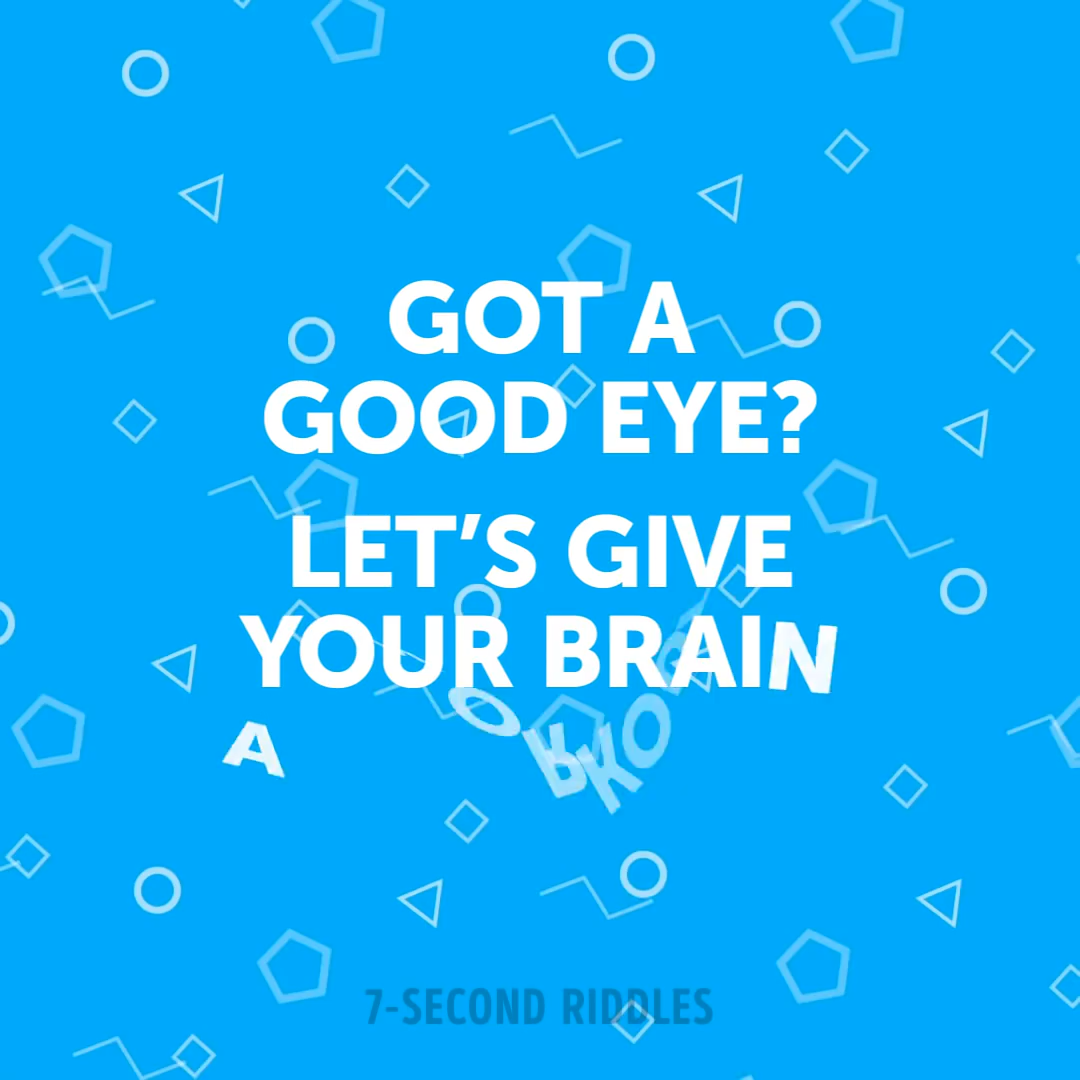 GOT A
GOOD EYE?
LET'S GIVE
YOUR BRAIN
A
7-SECOND RIDDLES